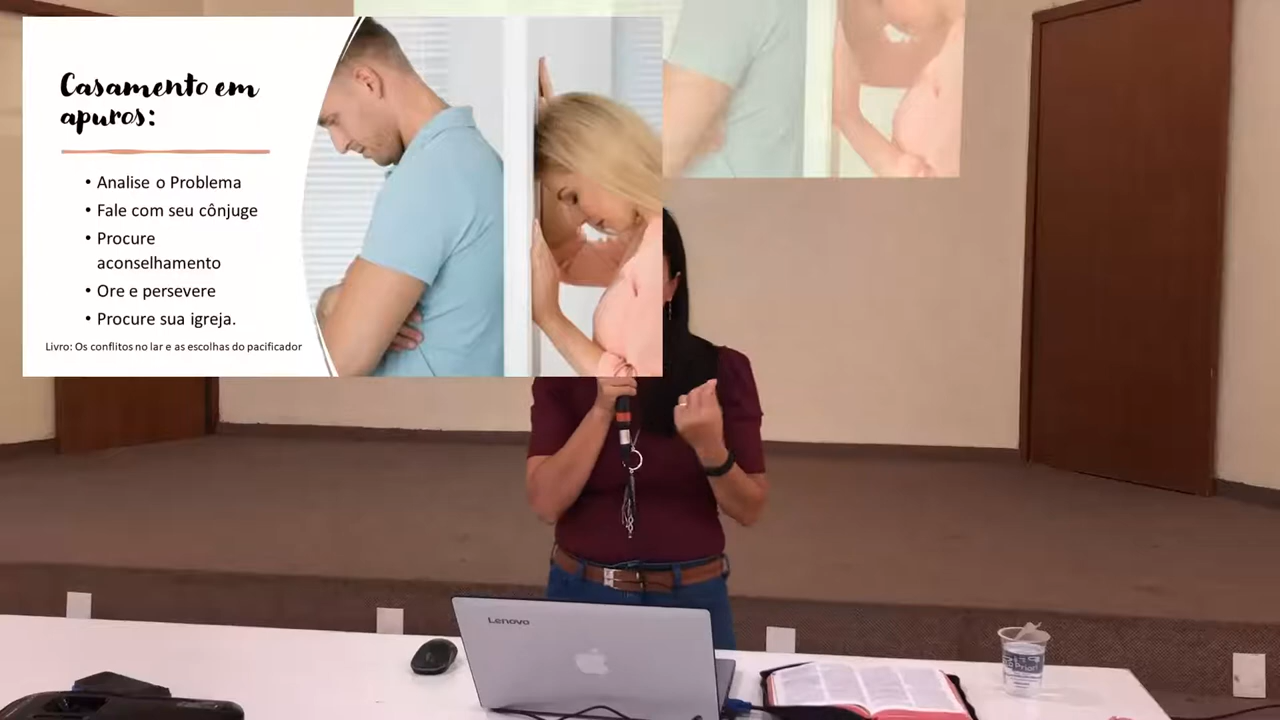 Casamento em
apuros:
• Analise o Problema
• Fale com seu cônjuge
• Procure
aconselhamento
• Ore e persevere
• Procure sua igreja.
Livro: Os conflitos no lar e as escolhas do pacificador
Lenovo